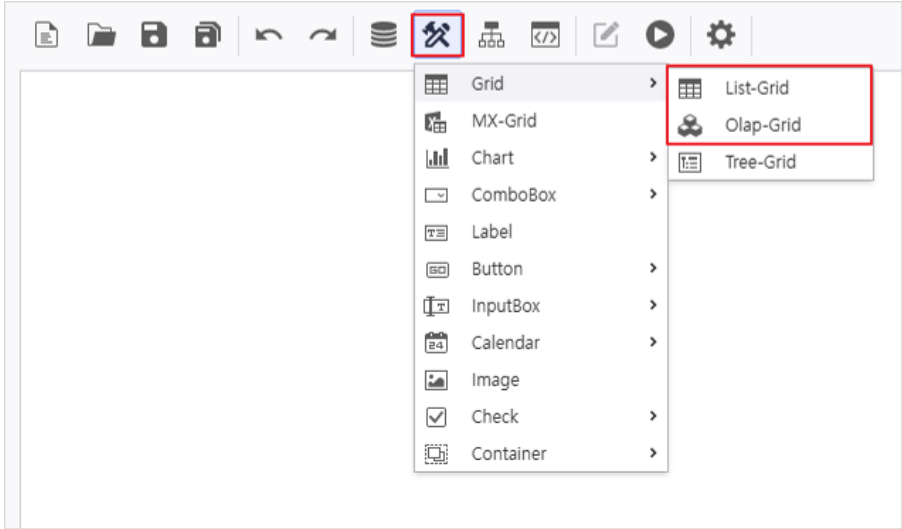 Grid
List-Grid
MX-Grid
Olap-Grid
Chart
Tree-Grid
ComboBox
Label
Button
InputBox
Calendar
Image
Check
Container